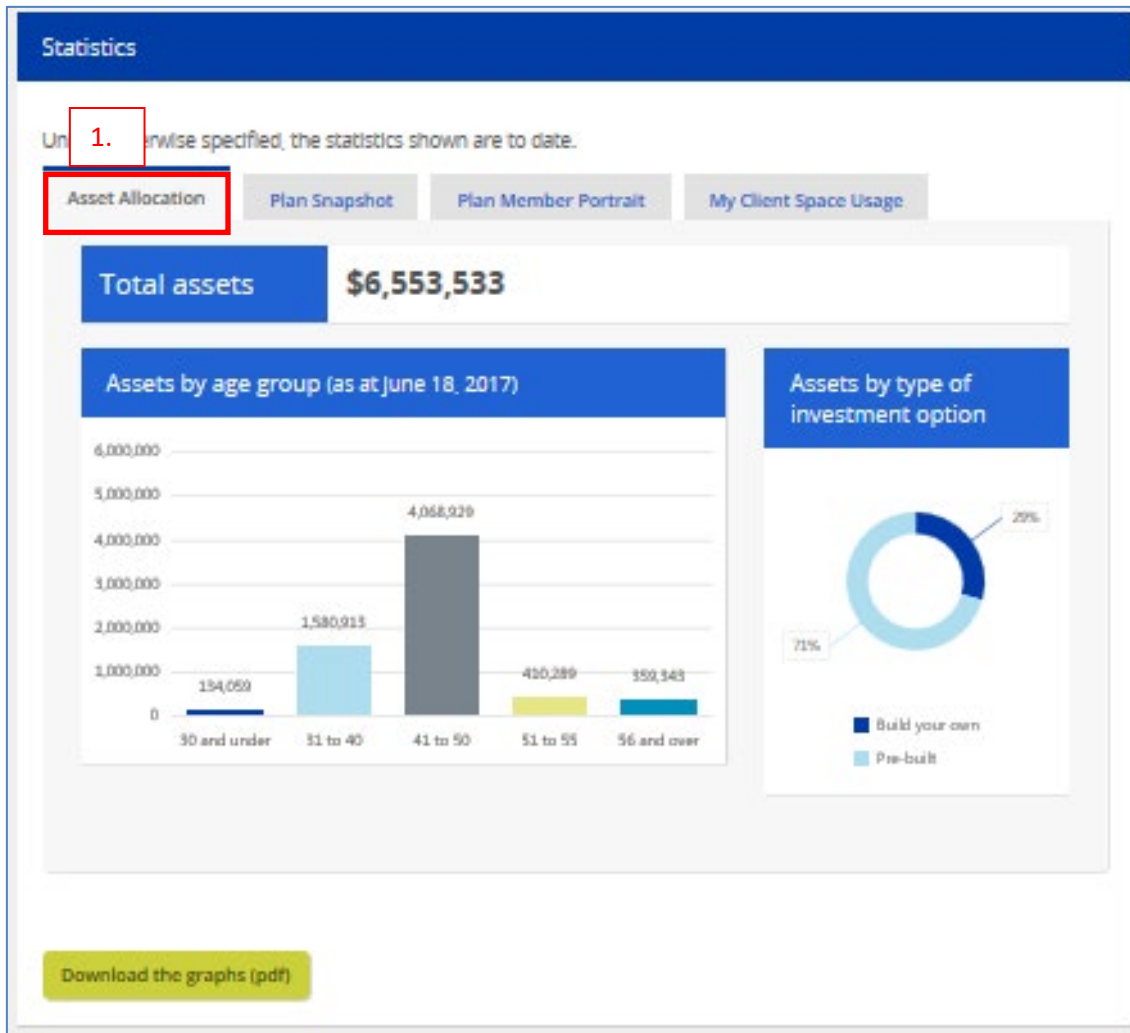 Statistics
1.
Un erwise specified, the statistics shown are to date.
Asset Allocation Plan Snapshot Plan Member Portrait My Client Space Usage
Total assets $6,553,533
Assets by age group (as at June 18, 2017)
6,000,000
5,000,000
4,000,000
3,000,000
2,000,000
1,000,000
0
134,059
1,580,913
4,068,929
410,289
359,343
30 and under 31 to 40 41 to 50 51 to 55 56 and over
Assets by type of
investment option
29%
71%
Build your own
Pre-built
Download the graphs (pdf)